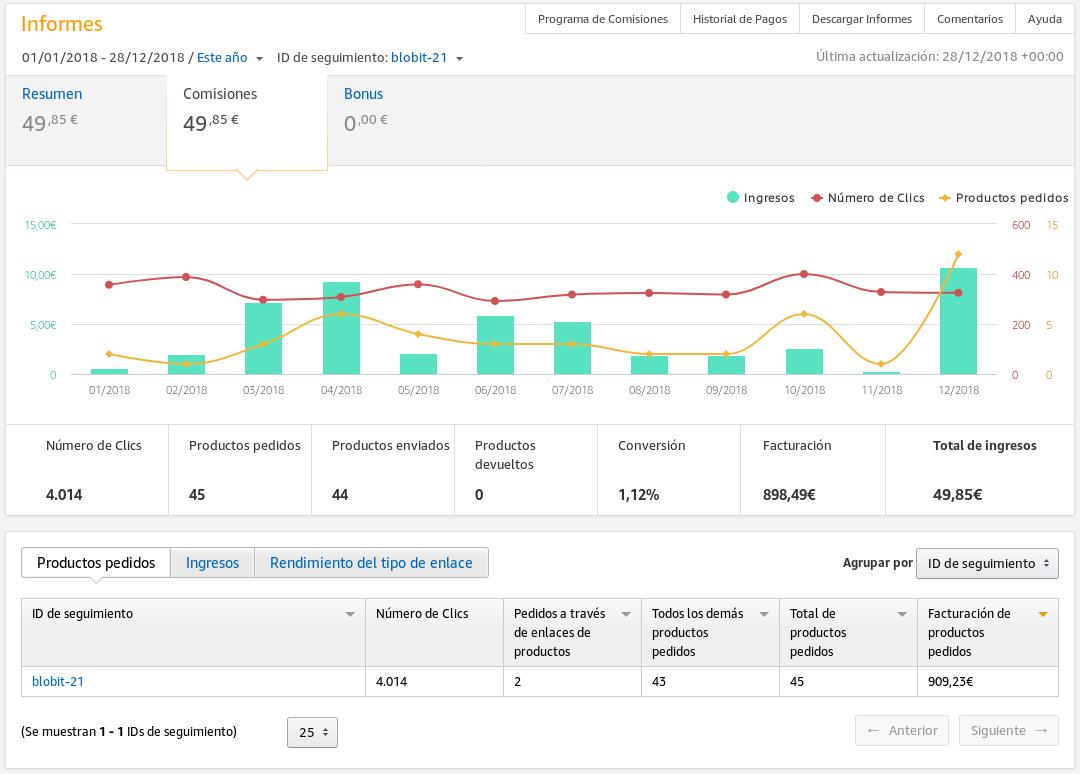 Informes
Programa de Comisiones
Historial de Pagos
Descargar Informes
Comentarios
Ayuda
01/01/2018 - 28/12/2018 / Este año
ID de seguimiento: blobit-21
Última actualización: 28/12/2018 +00:00
Resumen
49,85 €
Comisiones
49,85 €
Bonus
0,00 €
Ingresos
Número de Clics
Productos pedidos
15,00€
10,00€
5,00€
0
600
400
200
0
15
10
5
0
01/2018
02/2018
03/2018
04/2018
05/2018
06/2018
07/2018
08/2018
09/2018
10/2018
11/2018
12/2018
Número de Clics
4.014
Productos pedidos
45
Productos enviados
44
Productos
devueltos
0
Conversión
1,12%
Facturación
898,49€
Total de ingresos
49,85€
Productos pedidos
Ingresos
Rendimiento del tipo de enlace
Agrupar por
ID de seguimiento
ID de seguimiento
Número de Clics
Pedidos a través
de enlaces de
productos
Todos los demás
productos
pedidos
Total de
productos
pedidos
Facturación de
productos
pedidos
blobit-21
4.014
2
43
45
909,23€
(Se muestran 1 - 1 IDs de seguimiento)
25
← Anterior
Siguiente →